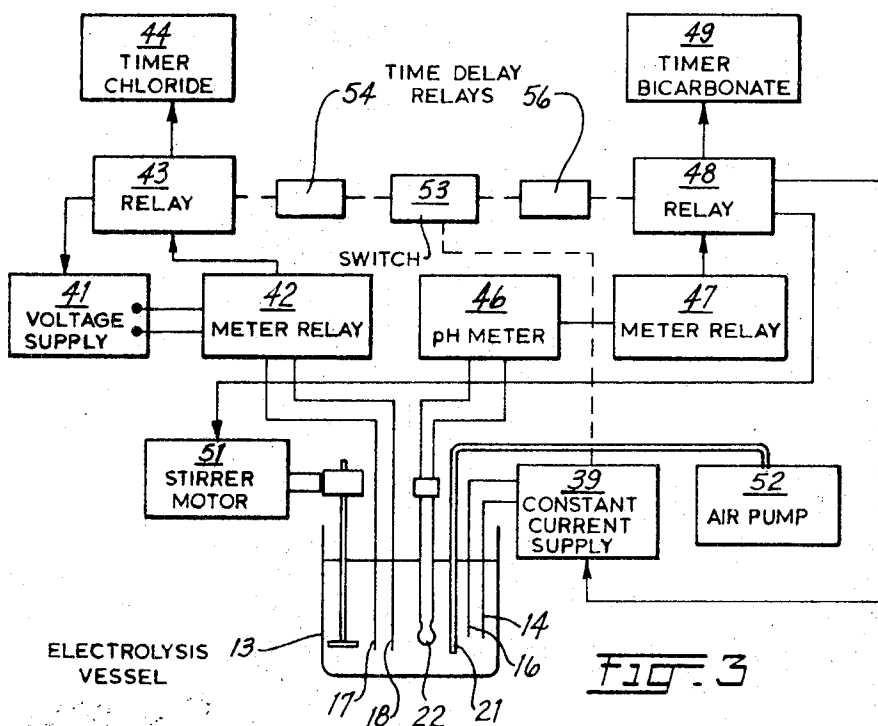 44
TIMER
CHLORIDE
TIME DELAY
RELAYS
54
56
49
TIMER
BICARBONATE
43
RELAY
53
SWITCH
48
RELAY
41
VOLTAGE
SUPPLY
42
METER RELAY
46
pH METER
47
METER RELAY
51
STIRRER
MOTOR
39
CONSTANT
CURRENT
SUPPLY
52
AIR PUMP
ELECTROLYSIS
VESSEL
13
17
18
22
21
16
14
FIG. 3